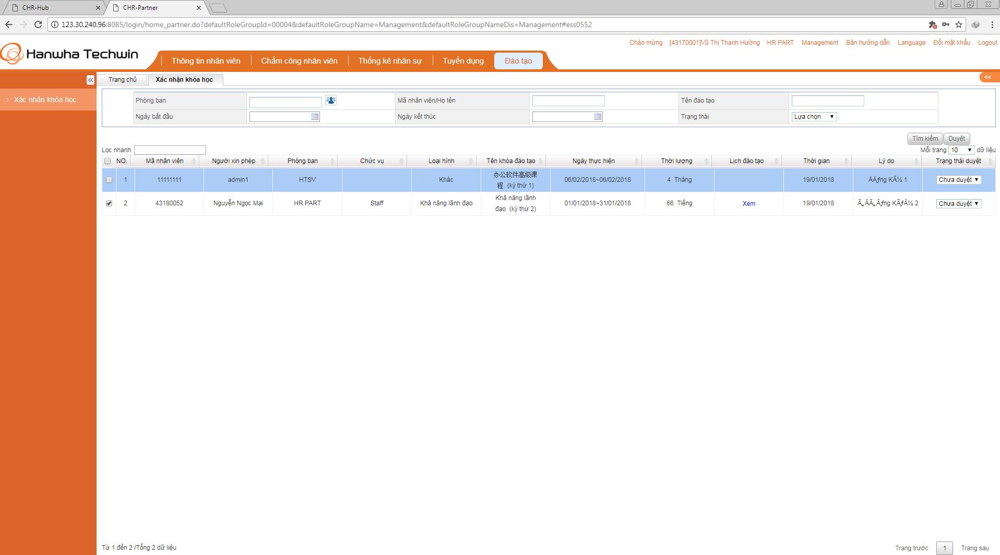 CHR-Hub
CHR-Partner
123.30.240.96:8085/login/home_partner.do?defaultRoleGroupId=00004&defaultRoleGroupName=Management&defaultRoleGroupNameDis=Management#ess0552
Chào mừng [43170001]Vũ Thị Thanh Hường HR PART Management Bản hướng dẫn Language Đổi mật khẩu Logout
Hanwha Techwin
Thông tin nhân viên Chấm công nhân viên Thống kê nhân sự Tuyển dụng Đào tạo
Trang chủ Xác nhận khóa học
Xác nhận khóa học
Phòng ban Mã nhân viên/Họ tên Tên đào tạo
Ngày bắt đầu Ngày kết thúc Trạng thái Lựa chọn
Tìm kiếm Duyệt
Lọc nhanh Mỗi trang 10 dữ liệu
NO. Mã nhân viên Người xin phép Phòng ban Chức vụ Loại hình Tên khóa đào tạo Ngày thực hiện Thời lượng Lịch đào tạo Thời gian Lý do Trạng thái duyệt
1 11111111 admin1 HTSV Khác 办公软件高级课程 (kỳ thứ 1) 06/02/2018~06/02/2018 4 Tháng 19/01/2018 ÄÄƒng KÃ½ 1 Chưa duyệt
2 43180052 Nguyễn Ngọc Mai HR PART Staff Khả năng lãnh đạo Khả năng lãnh đạo (kỳ thứ 2) 01/01/2018~31/01/2018 66 Tiếng Xem 19/01/2018 Ã„ÂÃ„Âƒng KÃƒÂ½ 2 Chưa duyệt
Từ 1 đến 2 /Tổng 2 dữ liệu
Trang trước 1 Trang sau